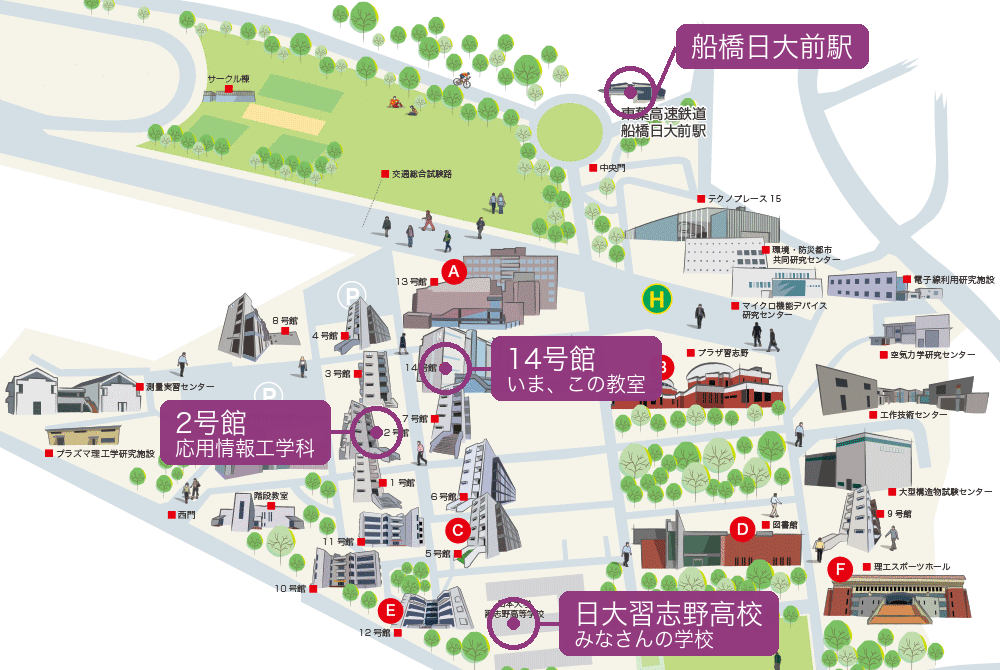 船橋日大前駅
東葉高速鉄道
船橋日大前駅
サークル棟
中央門
交通総合試験路
テクノプレース15
環境・防災都市
共同研究センター
13号館
A
電子線利用研究施設
P
H
マイクロ機能デバイス
研究センター
8号館
4号館
14号館
いま、この教室
14
プラザ習志野
B
空気力学研究センター
3号館
測量実習センター
P
2号館
応用情報工学科
2号館
7号館
工作技術センター
プラズマ理工学研究施設
1号館
6号館
階段教室
大型構造物試験センター
西門
9号館
C
D
図書館
11号館
5号館
F
理工スポーツホール
10号館
E
12号館
習志野高等学校
日大習志野高校
みなさんの学校